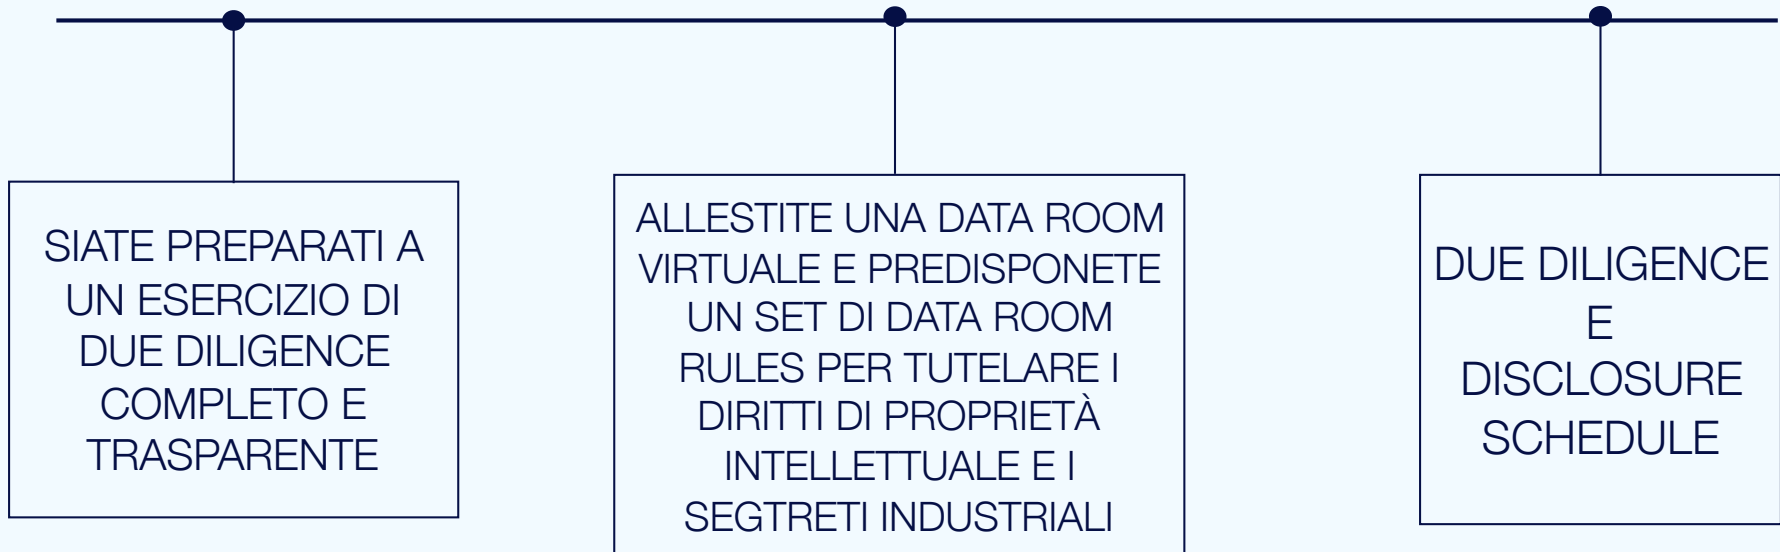 SIATE PREPARATI A
UN ESERCIZIO DI
DUE DILIGENCE
COMPLETO E
TRASPARENTE
ALLESTITE UNA DATA ROOM
VIRTUALE E PREDISPONETE
UN SET DI DATA ROOM
RULES PER TUTELARE I
DIRITTI DI PROPRIETÀ
INTELLETTUALE E I
SEGTRETI INDUSTRIALI
DUE DILIGENCE
E
DISCLOSURE
SCHEDULE